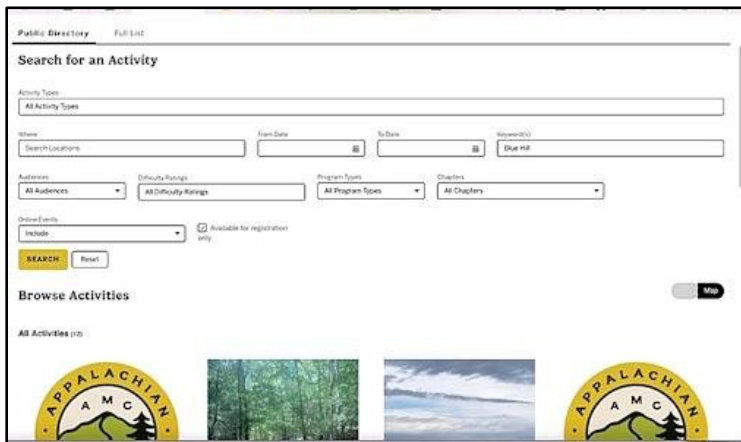 Public Directory Full List
Search for an Activity
Activity Types
All Activity Types
Where From Date To Date Keyword(s)
Search Locations Blue Hill
Audiences Difficulty Ratings Program Types Chapters
All Audiences All Difficulty Ratings All Program Types All Chapters
Online Events
Include Available for registration
only
SEARCH Reset
Browse Activities Map
All Activities (12)
APPALACHIAN APPALACHIAN
AMC AMC